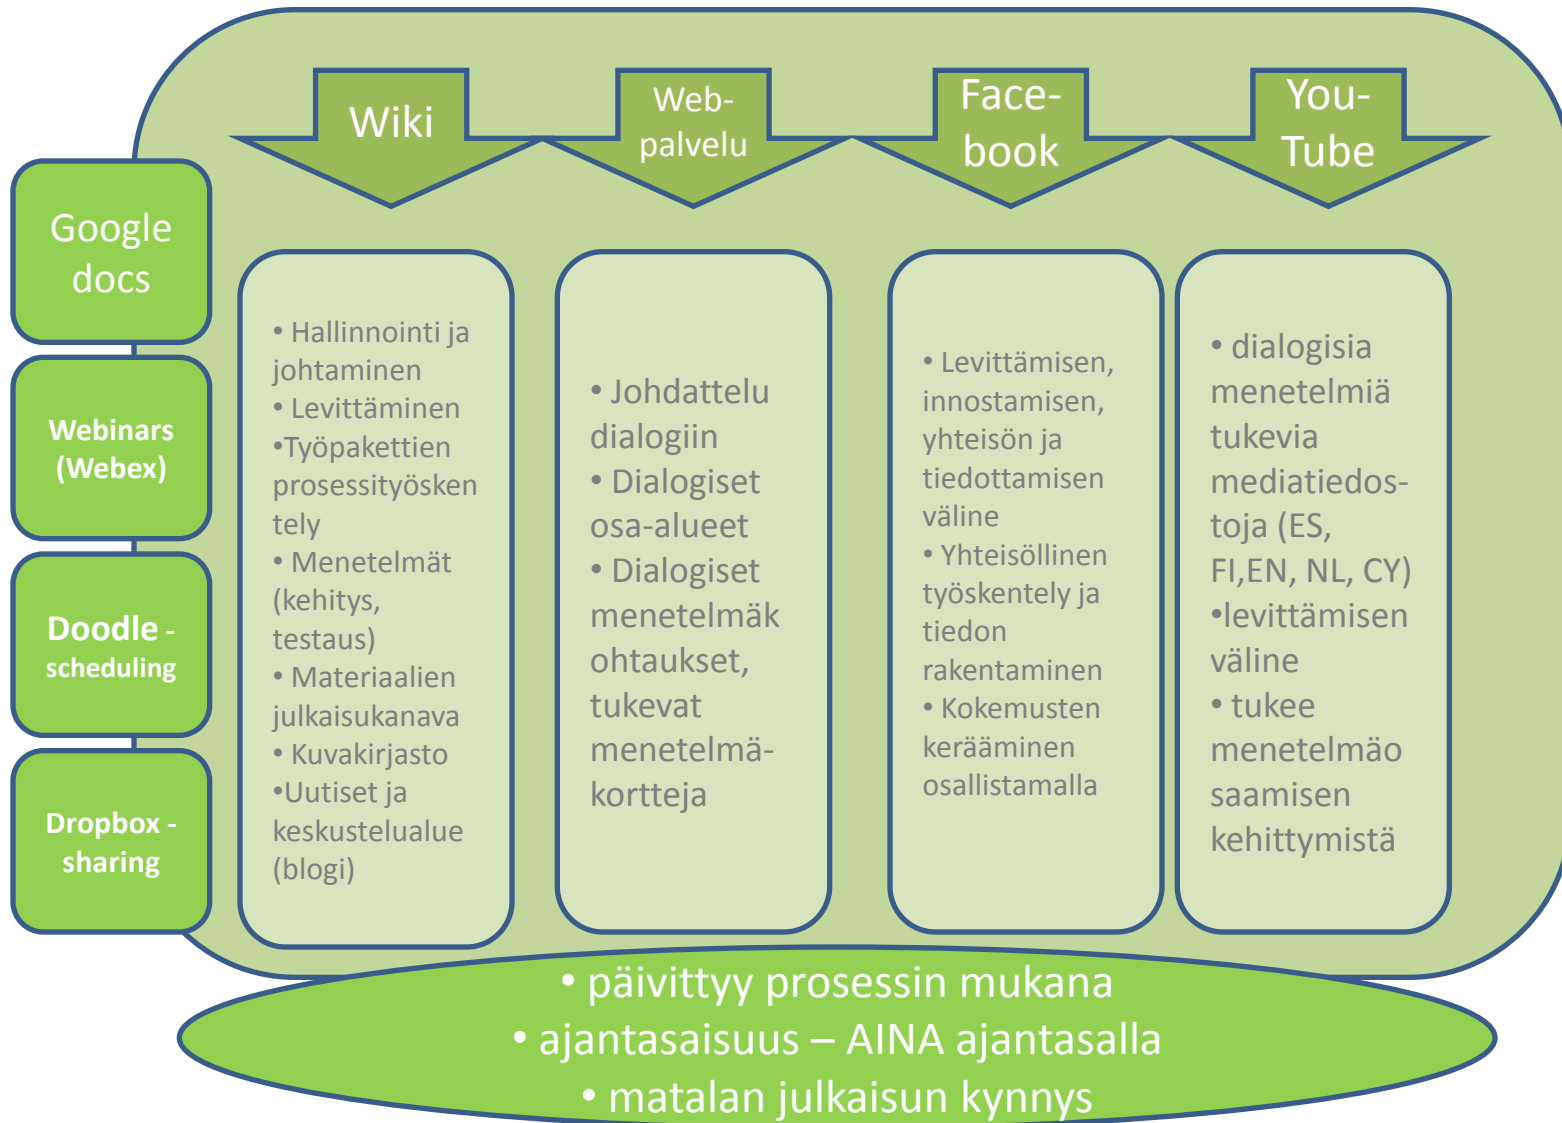 Wiki
Web-
palvelu
Face-
book
You-
Tube
Google
docs
Webinars
(Webex)
Doodle -
scheduling
Dropbox -
sharing
• Hallinnointi ja
johtaminen
• Levittäminen
•Työpakettien
prosessityösken
tely
• Menetelmät
(kehitys,
testaus)
• Materiaalien
julkaisukanava
• Kuvakirjasto
•Uutiset ja
keskustelualue
(blogi)
• Johdattelu
dialogiin
• Dialogiset
osa-alueet
• Dialogiset
menetelmäk
ohtaukset,
tukevat
menetelmä-
kortteja
• Levittämisen,
innostamisen,
yhteisön ja
tiedottamisen
väline
• Yhteisöllinen
työskentely ja
tiedon
rakentaminen
• Kokemusten
kerääminen
osallistamalla
• dialogisia
menetelmiä
tukevia
mediatiedos-
toja (ES,
FI,EN, NL, CY)
•levittämisen
väline
• tukee
menetelmäo
saamisen
kehittymistä
• päivittyy prosessin mukana
• ajantasaisuus – AINA ajantasalla
• matalan julkaisun kynnys